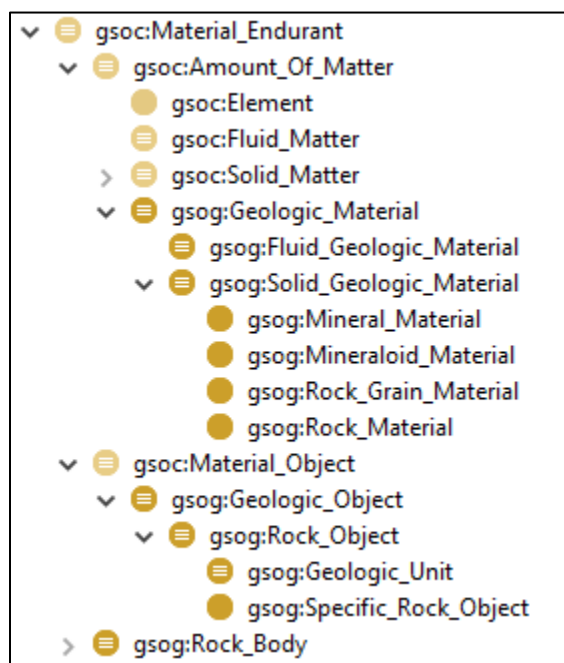 gsoc:Material_Endurant
gsoc:Amount_Of_Matter
gsoc:Element
gsoc:Fluid_Matter
gsoc:Solid_Matter
gsog:Geologic_Material
gsog:Fluid_Geologic_Material
gsog:Solid_Geologic_Material
gsog:Mineral_Material
gsog:Mineraloid_Material
gsog:Rock_Grain_Material
gsog:Rock_Material
gsoc:Material_Object
gsog:Geologic_Object
gsog:Rock_Object
gsog:Geologic_Unit
gsog:Specific_Rock_Object
gsog:Rock_Body